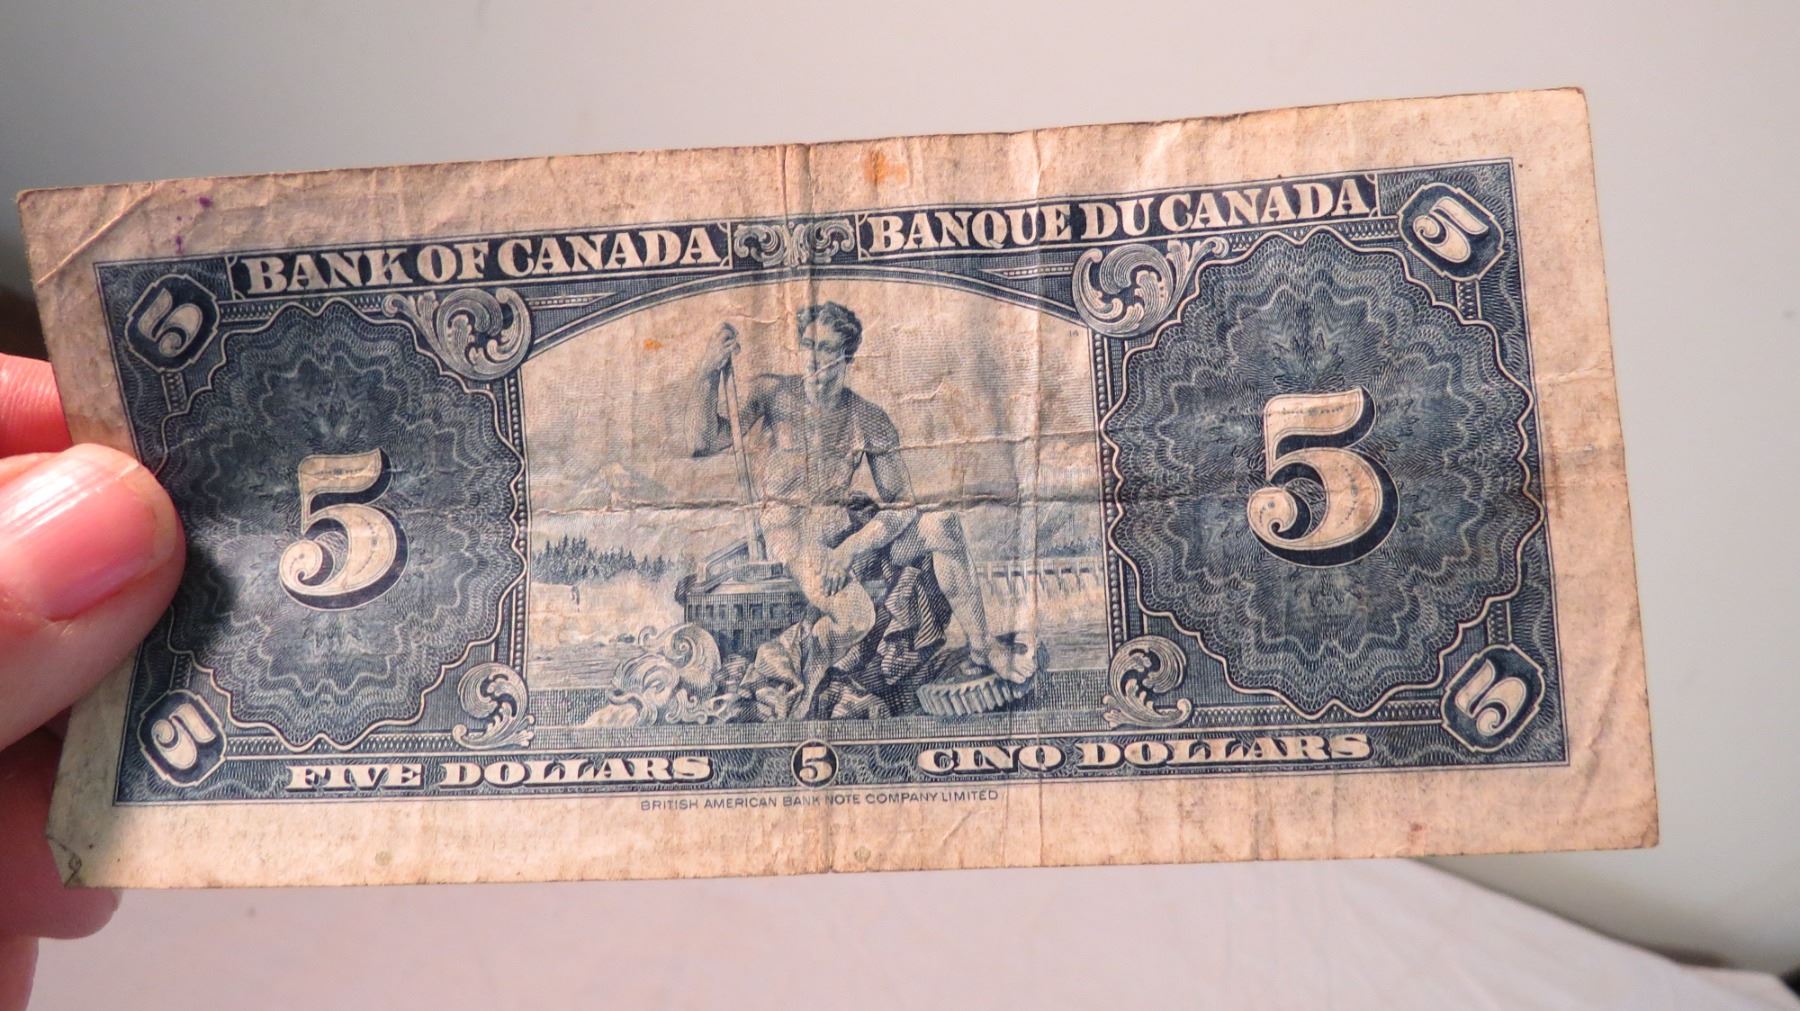 BANK OF CANADA BANQUE DU CANADA
5 5
5 5
5 5
FIVE DOLLARS 5 CINQ DOLLARS
BRITISH AMERICAN BANK NOTE COMPANY LIMITED